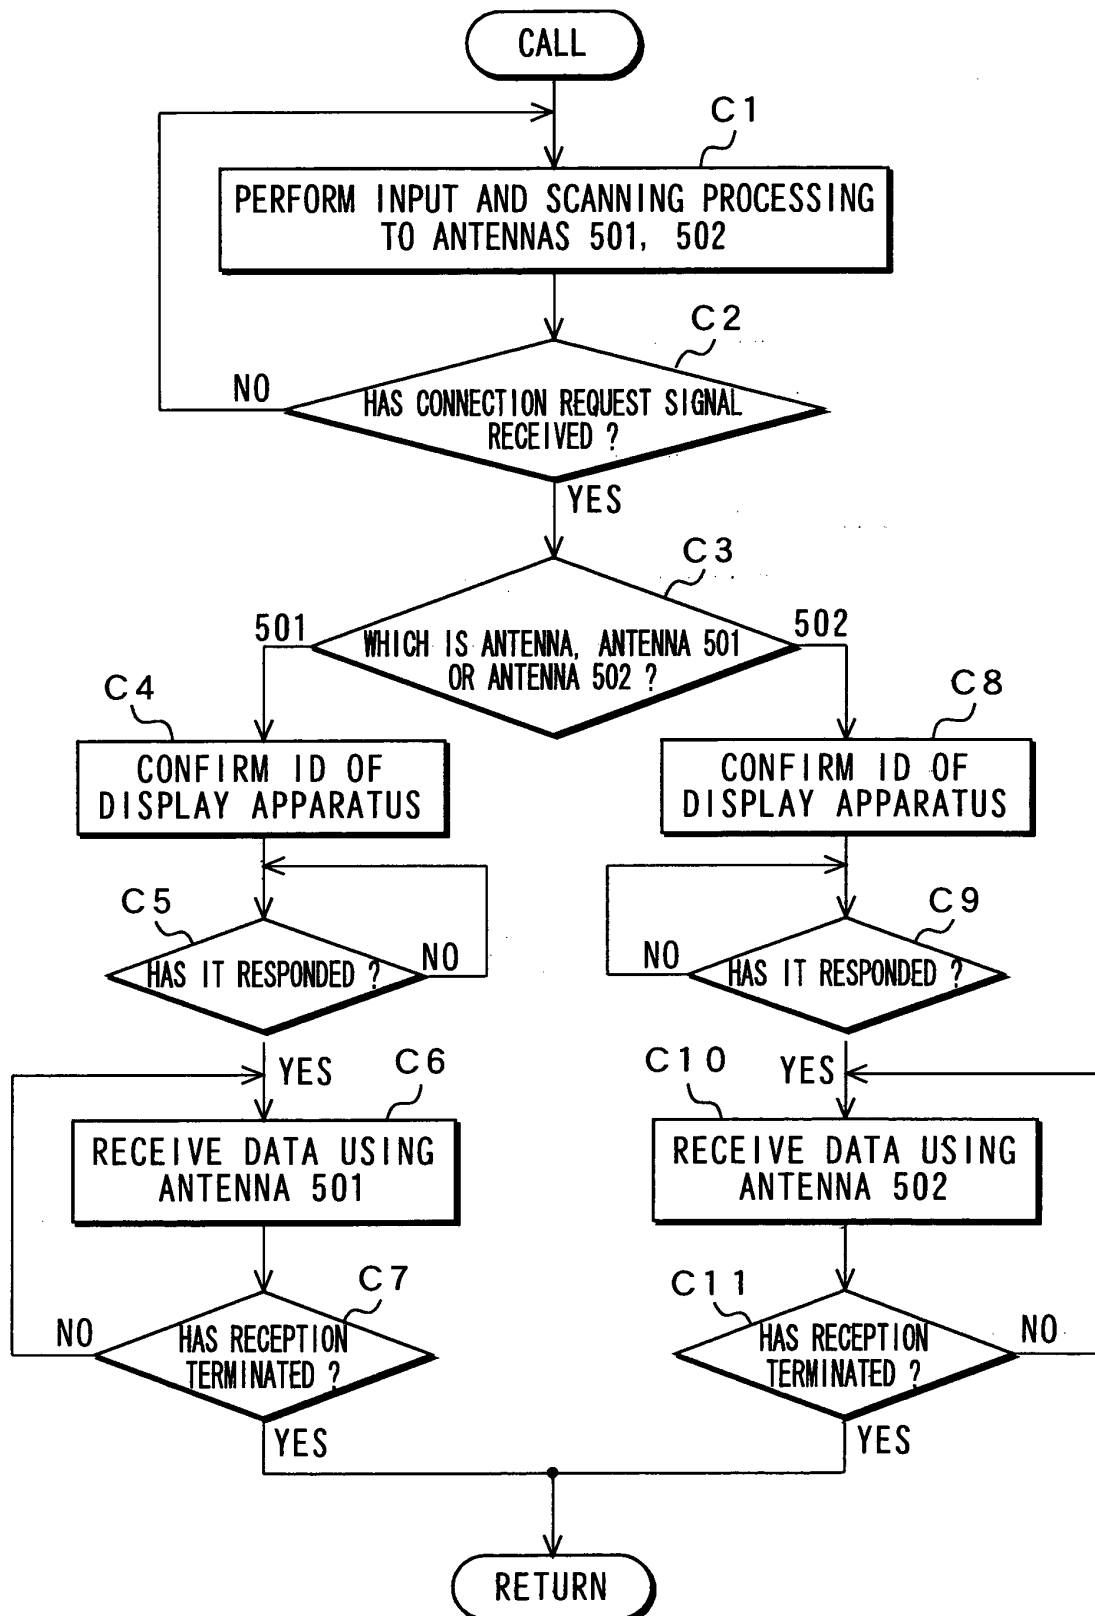 CALL
C1
PERFORM INPUT AND SCANNING PROCESSING
TO ANTENNAS 501, 502
C2
NO
HAS CONNECTION REQUEST SIGNAL
RECEIVED ?
YES
C3
501
502
WHICH IS ANTENNA, ANTENNA 501
OR ANTENNA 502 ?
C4
CONFIRM ID OF
DISPLAY APPARATUS
C8
CONFIRM ID OF
DISPLAY APPARATUS
C5
HAS IT RESPONDED ?
NO
C9
NO
HAS IT RESPONDED ?
YES
C6
RECEIVE DATA USING
ANTENNA 501
C10
YES
RECEIVE DATA USING
ANTENNA 502
C7
NO
HAS RECEPTION
TERMINATED ?
YES
C11
HAS RECEPTION
TERMINATED ?
NO
YES
RETURN